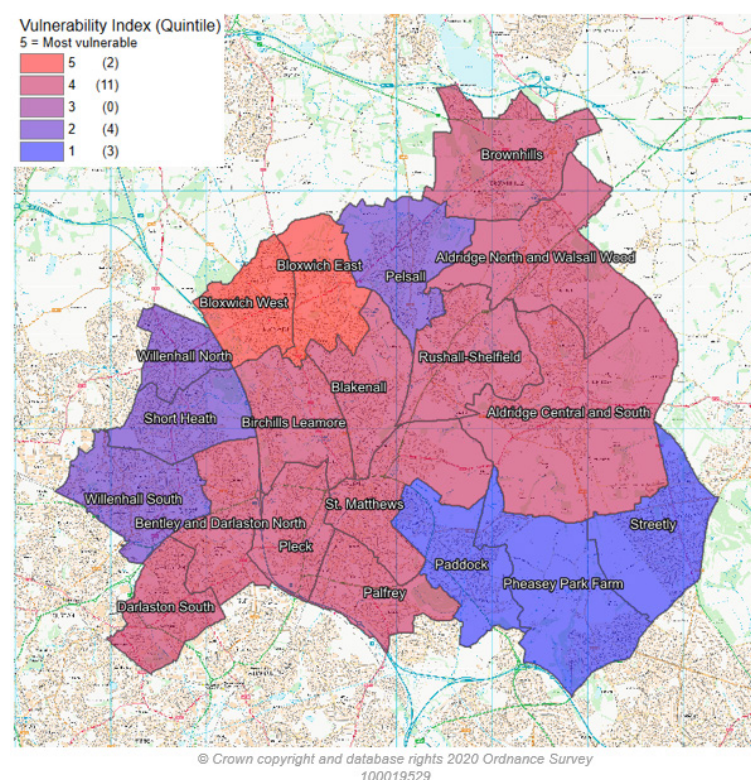 Vulnerability Index (Quintile)
5 = Most vulnerable
5 (2)
4 (11)
3 (0)
2 (4)
1 (3)
Brownhills
Aldridge North and Walsall Wood
Bloxwich East
Pelsall
Bloxwich West
Willenhall North
Rushall-Shelfield
Blakenall
Short Heath
Birchills Leamore
Aldridge Central and South
Willenhall South
St. Matthews
Bentley and Darlaston North
Streetly
Pleck
Paddock
Pheasey Park Farm
Palfrey
Darlaston South
© Crown copyright and database rights 2020 Ordnance Survey
100019529